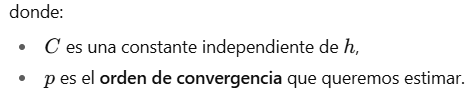 donde:
• C es una constante independiente de h,
• p es el orden de convergencia que queremos estimar.